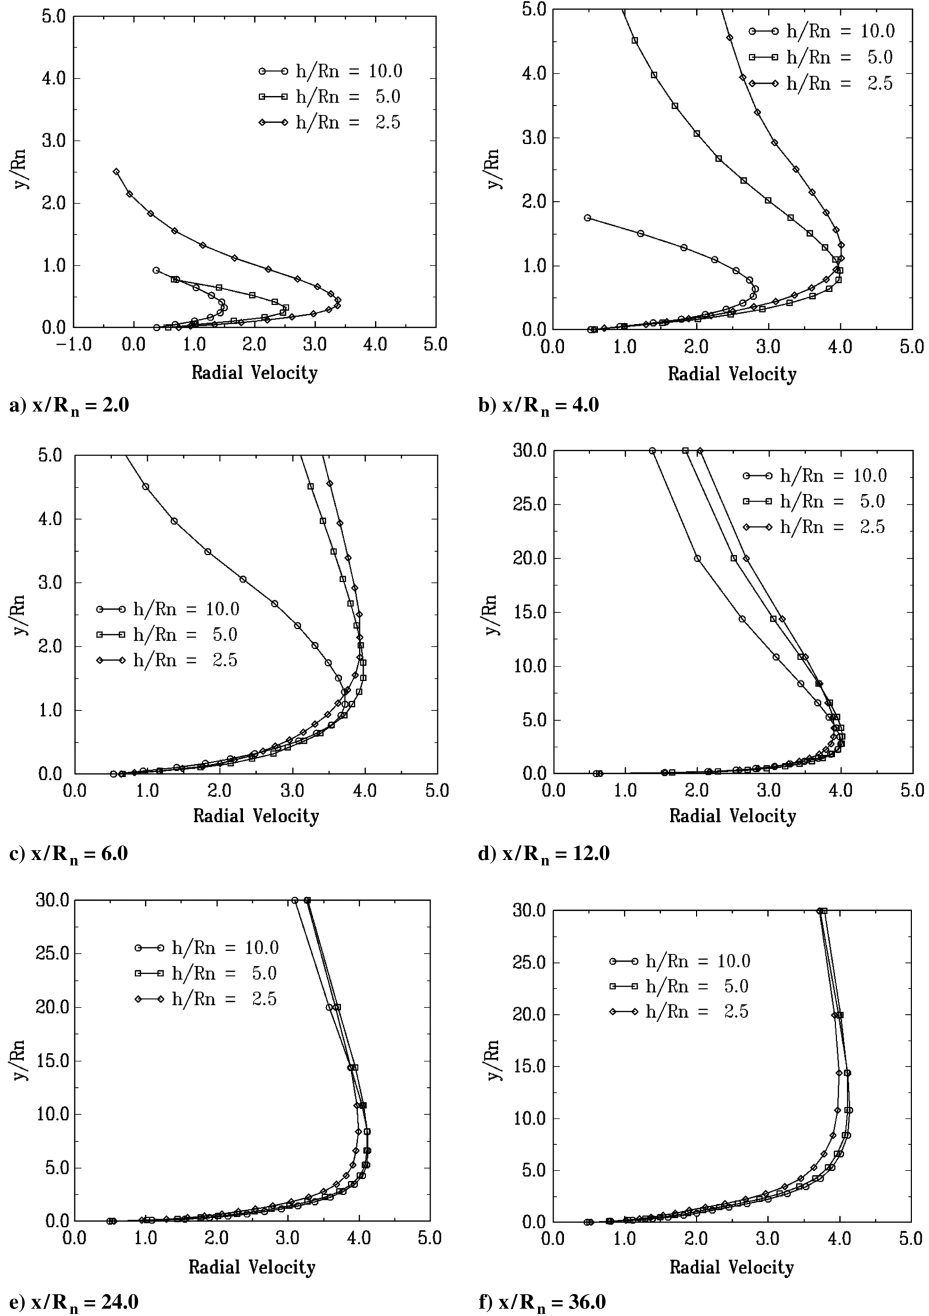 5.0
4.0
3.0
2.0
1.0
0.0
y/Rn
h/Rn = 10.0
h/Rn = 5.0
h/Rn = 2.5
−1.0 0.0 1.0 2.0 3.0 4.0 5.0
Radial Velocity
a) x/Rn = 2.0
5.0
4.0
3.0
2.0
1.0
0.0
y/Rn
h/Rn = 10.0
h/Rn = 5.0
h/Rn = 2.5
0.0 1.0 2.0 3.0 4.0 5.0
Radial Velocity
b) x/Rn = 4.0
5.0
4.0
3.0
2.0
1.0
0.0
y/Rn
h/Rn = 10.0
h/Rn = 5.0
h/Rn = 2.5
0.0 1.0 2.0 3.0 4.0 5.0
Radial Velocity
c) x/Rn = 6.0
30.0
25.0
20.0
15.0
10.0
5.0
0.0
y/Rn
h/Rn = 10.0
h/Rn = 5.0
h/Rn = 2.5
0.0 1.0 2.0 3.0 4.0 5.0
Radial Velocity
d) x/Rn = 12.0
30.0
25.0
20.0
15.0
10.0
5.0
0.0
y/Rn
h/Rn = 10.0
h/Rn = 5.0
h/Rn = 2.5
0.0 1.0 2.0 3.0 4.0 5.0
Radial Velocity
e) x/Rn = 24.0
30.0
25.0
20.0
15.0
10.0
5.0
0.0
y/Rn
h/Rn = 10.0
h/Rn = 5.0
h/Rn = 2.5
0.0 1.0 2.0 3.0 4.0 5.0
Radial Velocity
f) x/Rn = 36.0